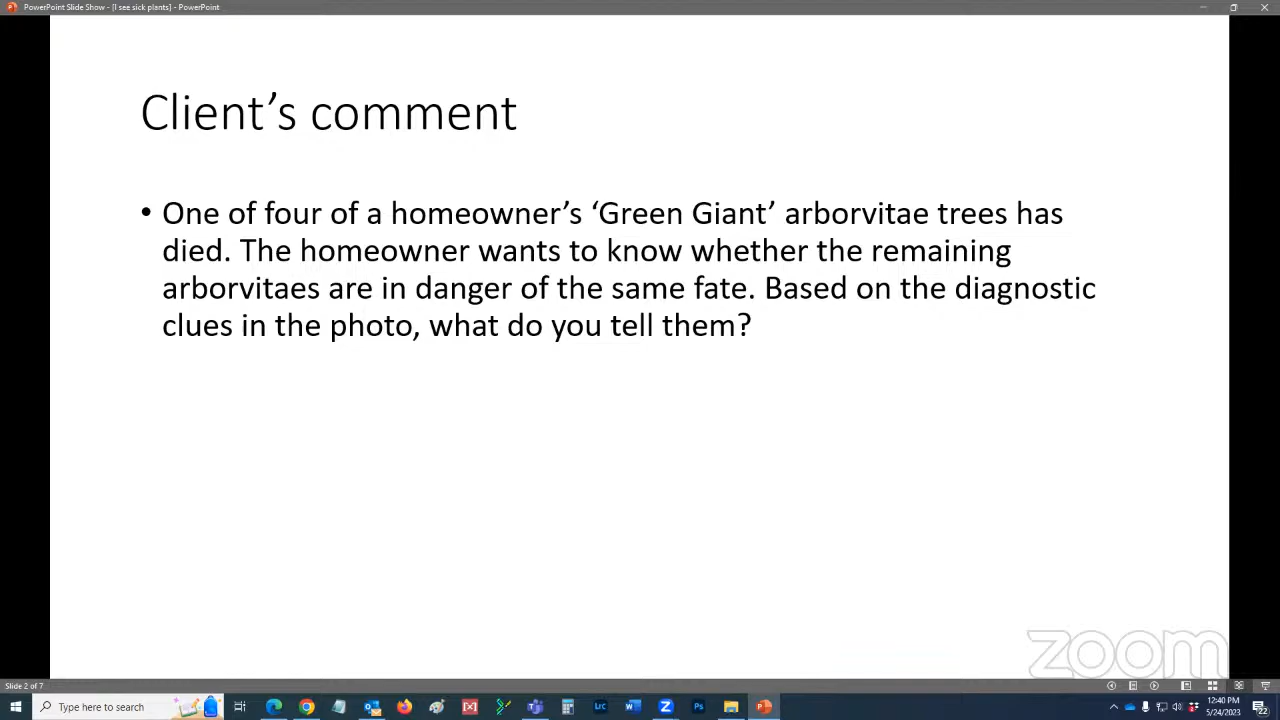 PowerPoint Slide Show - [I see sick plants] - PowerPoint
Client’s comment
• One of four of a homeowner’s ‘Green Giant’ arborvitae trees has
died. The homeowner wants to know whether the remaining
arborvitaes are in danger of the same fate. Based on the diagnostic
clues in the photo, what do you tell them?
zoom
Slide 2 of 7
Type here to search
Lrc
Ps
12:40 PM
5/24/2023
22